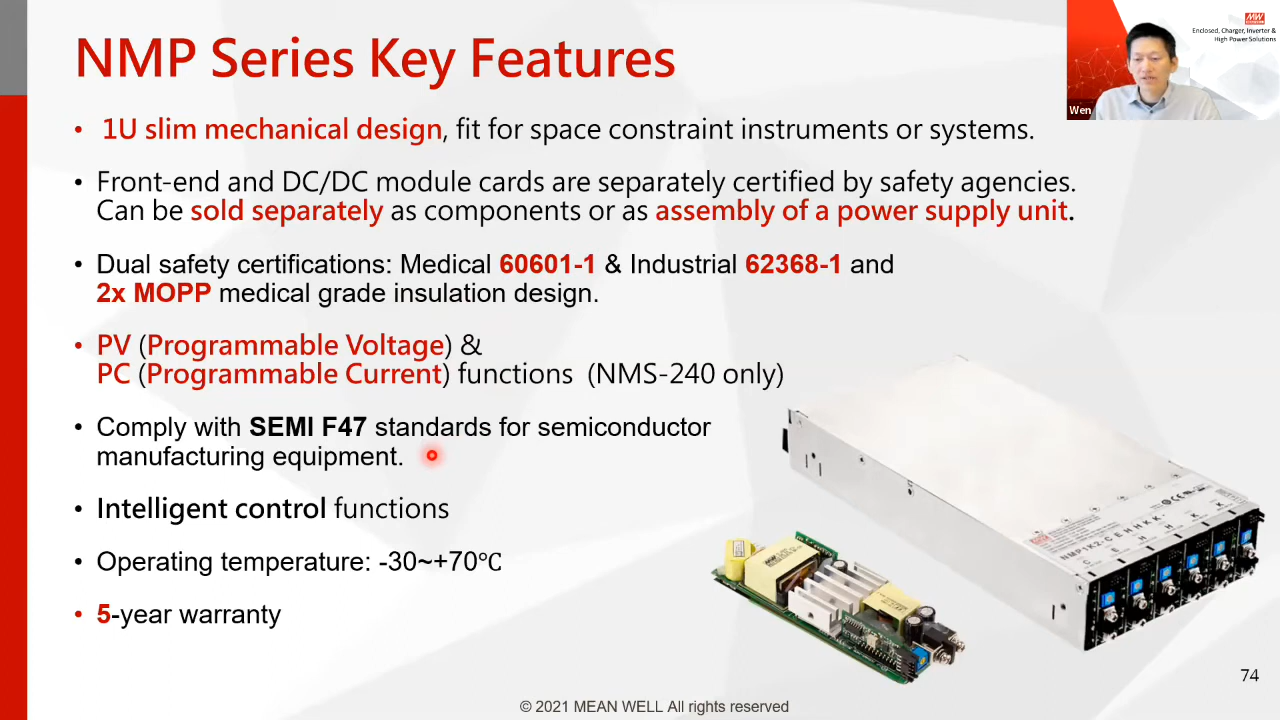 NMP Series Key Features
MW
Enclosed, Charger, Inverter &
High Power Solutions
Wen
• 1U slim mechanical design, fit for space constraint instruments or systems.
• Front-end and DC/DC module cards are separately certified by safety agencies.
Can be sold separately as components or as assembly of a power supply unit.
• Dual safety certifications: Medical 60601-1 & Industrial 62368-1 and
2x MOPP medical grade insulation design.
• PV (Programmable Voltage) &
PC (Programmable Current) functions (NMS-240 only)
• Comply with SEMI F47 standards for semiconductor
manufacturing equipment.
• Intelligent control functions
• Operating temperature: -30~+70℃
• 5-year warranty
NMP1K2-CEHHKK
C E H H K K
74
© 2021 MEAN WELL All rights reserved